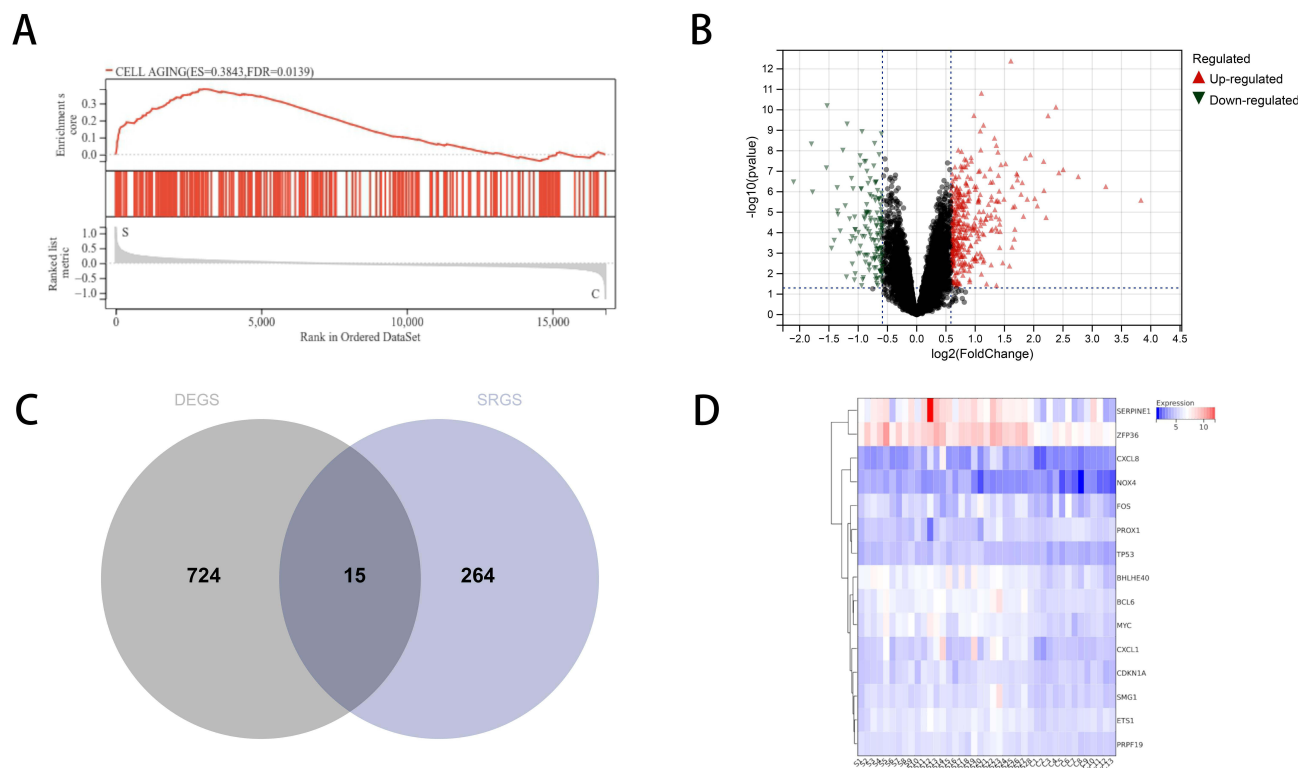 A
CELL AGING(ES=0.3843,FDR=0.0139)
Enrichment s
core
0.3
0.2
0.1
0.0
S
Ranked list
metric
1.0
0.5
0.0
−0.5
−1.0
C
0
5,000
10,000
15,000
Rank in Ordered DataSet
B
12
11
10
9
8
7
6
5
4
3
2
1
0
-log10(pvalue)
−2.0 −1.5 −1.0 −0.5 0.0 0.5 1.0 1.5 2.0 2.5 3.0 3.5 4.0 4.5
log2(FoldChange)
Regulated
Up-regulated
Down-regulated
C
DEGS
SRGS
724
15
264
D
Expression
5 10
SERPINE1
ZFP36
CXCL8
NOX4
FOS
PROX1
TP53
BHLHE40
BCL6
MYC
CXCL1
CDKN1A
SMG1
ETS1
PRPF19